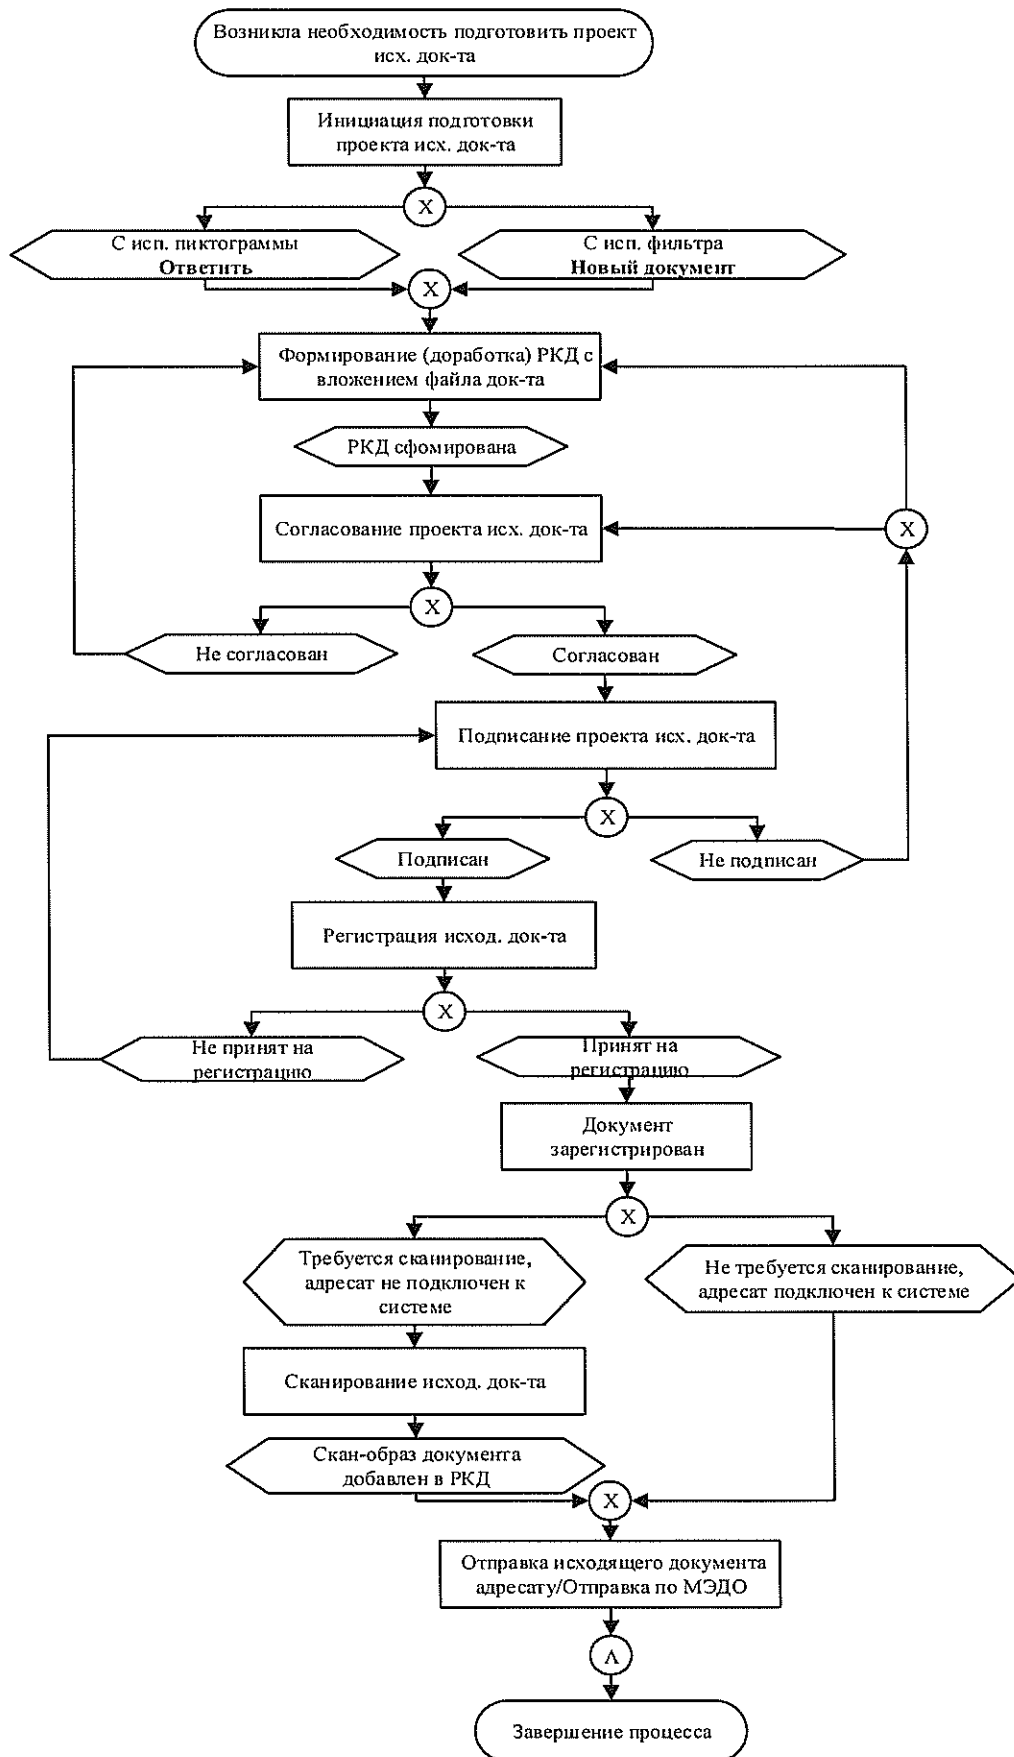 Возникла необходимость подготовить проект
исх. док-та
Инициация подготовки
проекта исх. док-та
X
С исп. пиктограммы
Ответить
С исп. фильтра
Новый документ
X
Формирование (доработка) РКД с
вложением файла док-та
РКД сфомирована
Согласование проекта исх. док-та
X
X
Не согласован
Согласован
Подписание проекта исх. док-та
X
Подписан
Не подписан
Регистрация исход. док-та
X
Не принят на
регистрацию
Принят на
регистрацию
Документ
зарегистрирован
X
Требуется сканирование,
адресат не подключен к
системе
Не требуется сканирование,
адресат подключен к системе
Сканирование исход. док-та
Скан-образ документа
добавлен в РКД
X
Отправка исходящего документа
адресату/Отправка по МЭДО
Λ
Завершение процесса